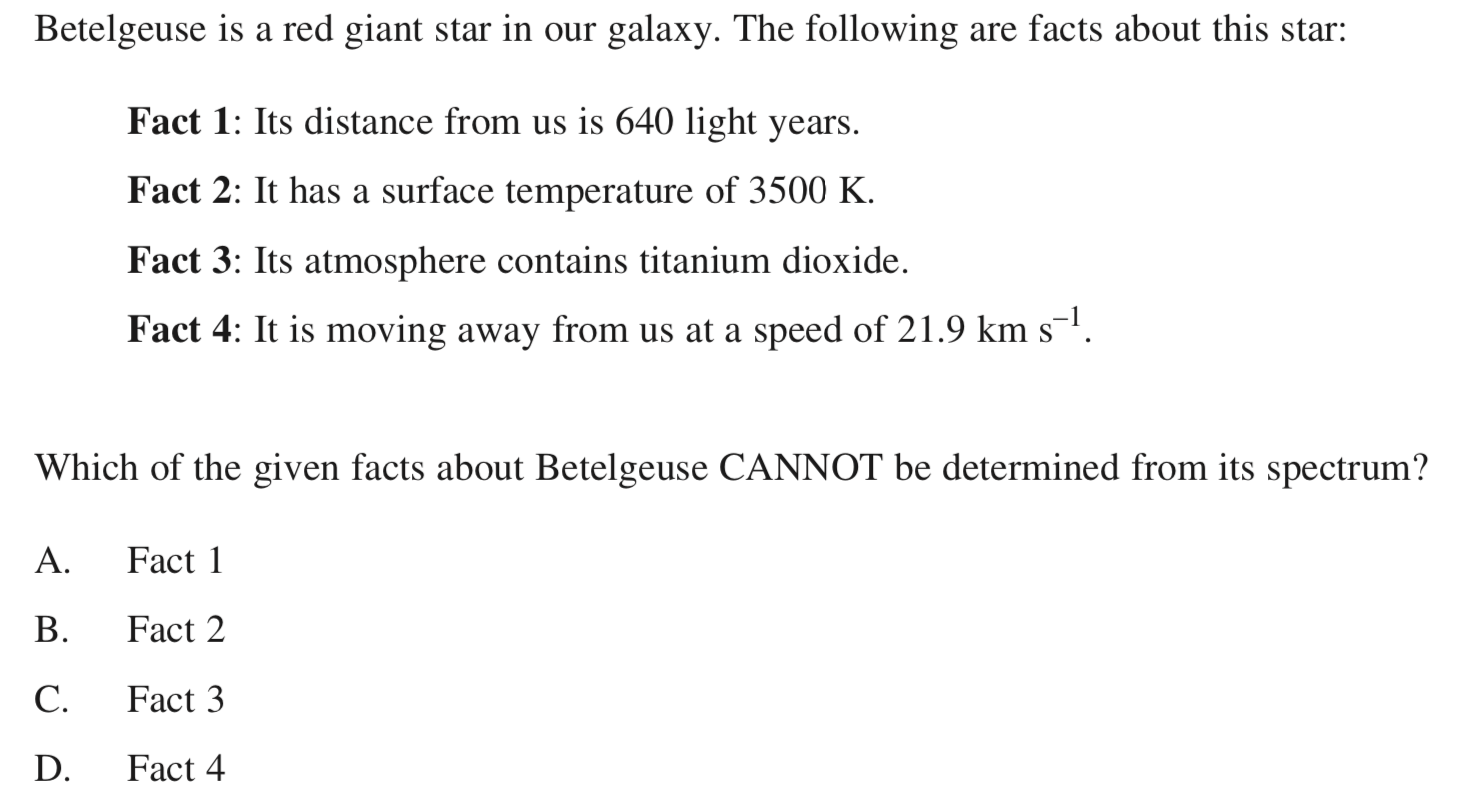 Betelgeuse is a red giant star in our galaxy. The following are facts about this star:
Fact 1: Its distance from us is 640 light years.
Fact 2: It has a surface temperature of 3500 K.
Fact 3: Its atmosphere contains titanium dioxide.
Fact 4: It is moving away from us at a speed of 21.9 km s⁻¹.
Which of the given facts about Betelgeuse CANNOT be determined from its spectrum?
A. Fact 1
B. Fact 2
C. Fact 3
D. Fact 4